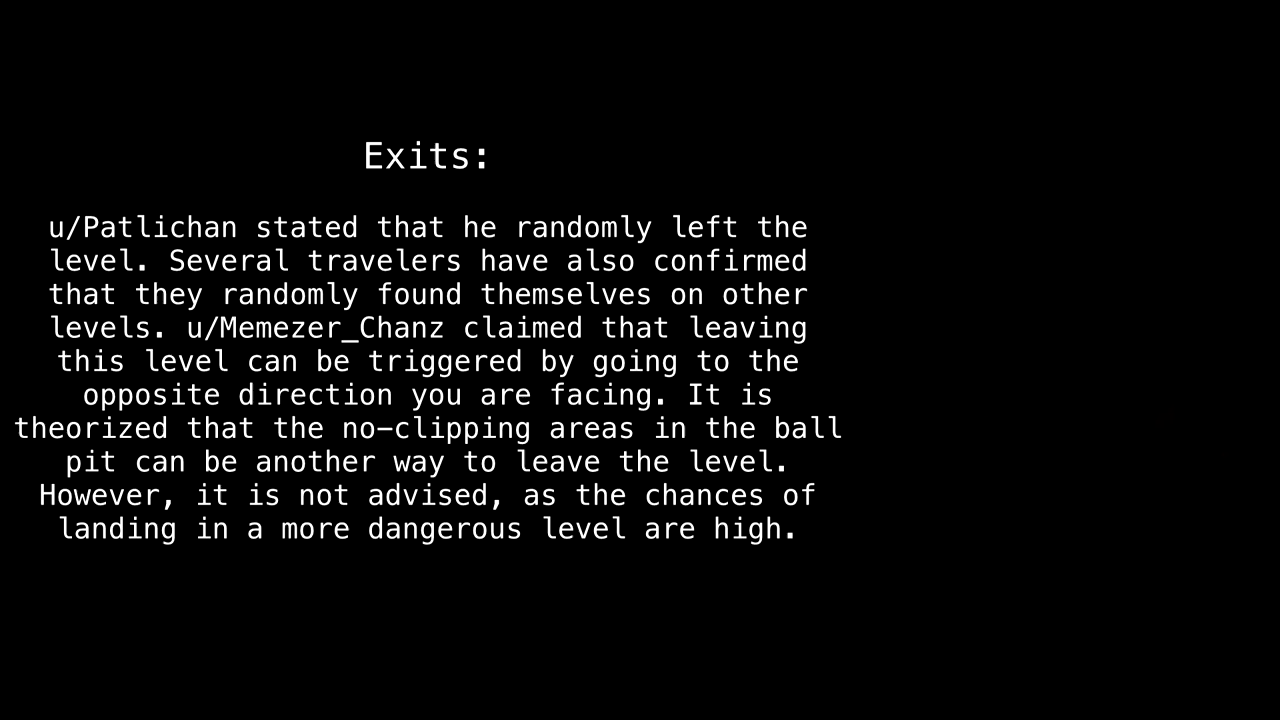 Exits:
u/Patlichan stated that he randomly left the
level. Several travelers have also confirmed
that they randomly found themselves on other
levels. u/Memezer_Chanz claimed that leaving
this level can be triggered by going to the
opposite direction you are facing. It is
theorized that the no–clipping areas in the ball
pit can be another way to leave the level.
However, it is not advised, as the chances of
landing in a more dangerous level are high.